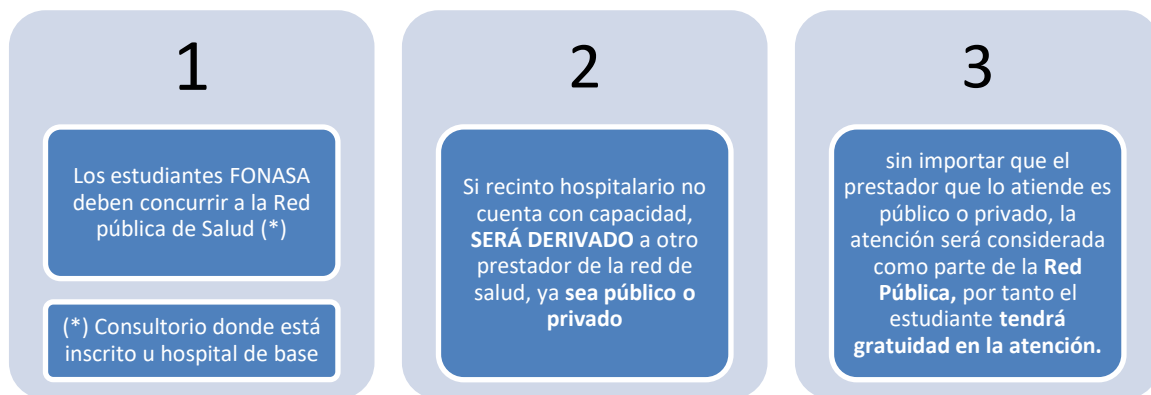 1
Los estudiantes FONASA
deben concurrir a la Red
pública de Salud (*)
(*) Consultorio donde está
inscrito u hospital de base
2
Si recinto hospitalario no
cuenta con capacidad,
SERÁ DERIVADO a otro
prestador de la red de
salud, ya sea público o
privado
3
sin importar que el
prestador que lo atiende es
público o privado, la
atención será considerada
como parte de la Red
Pública, por tanto el
estudiante tendrá
gratuidad en la atención.